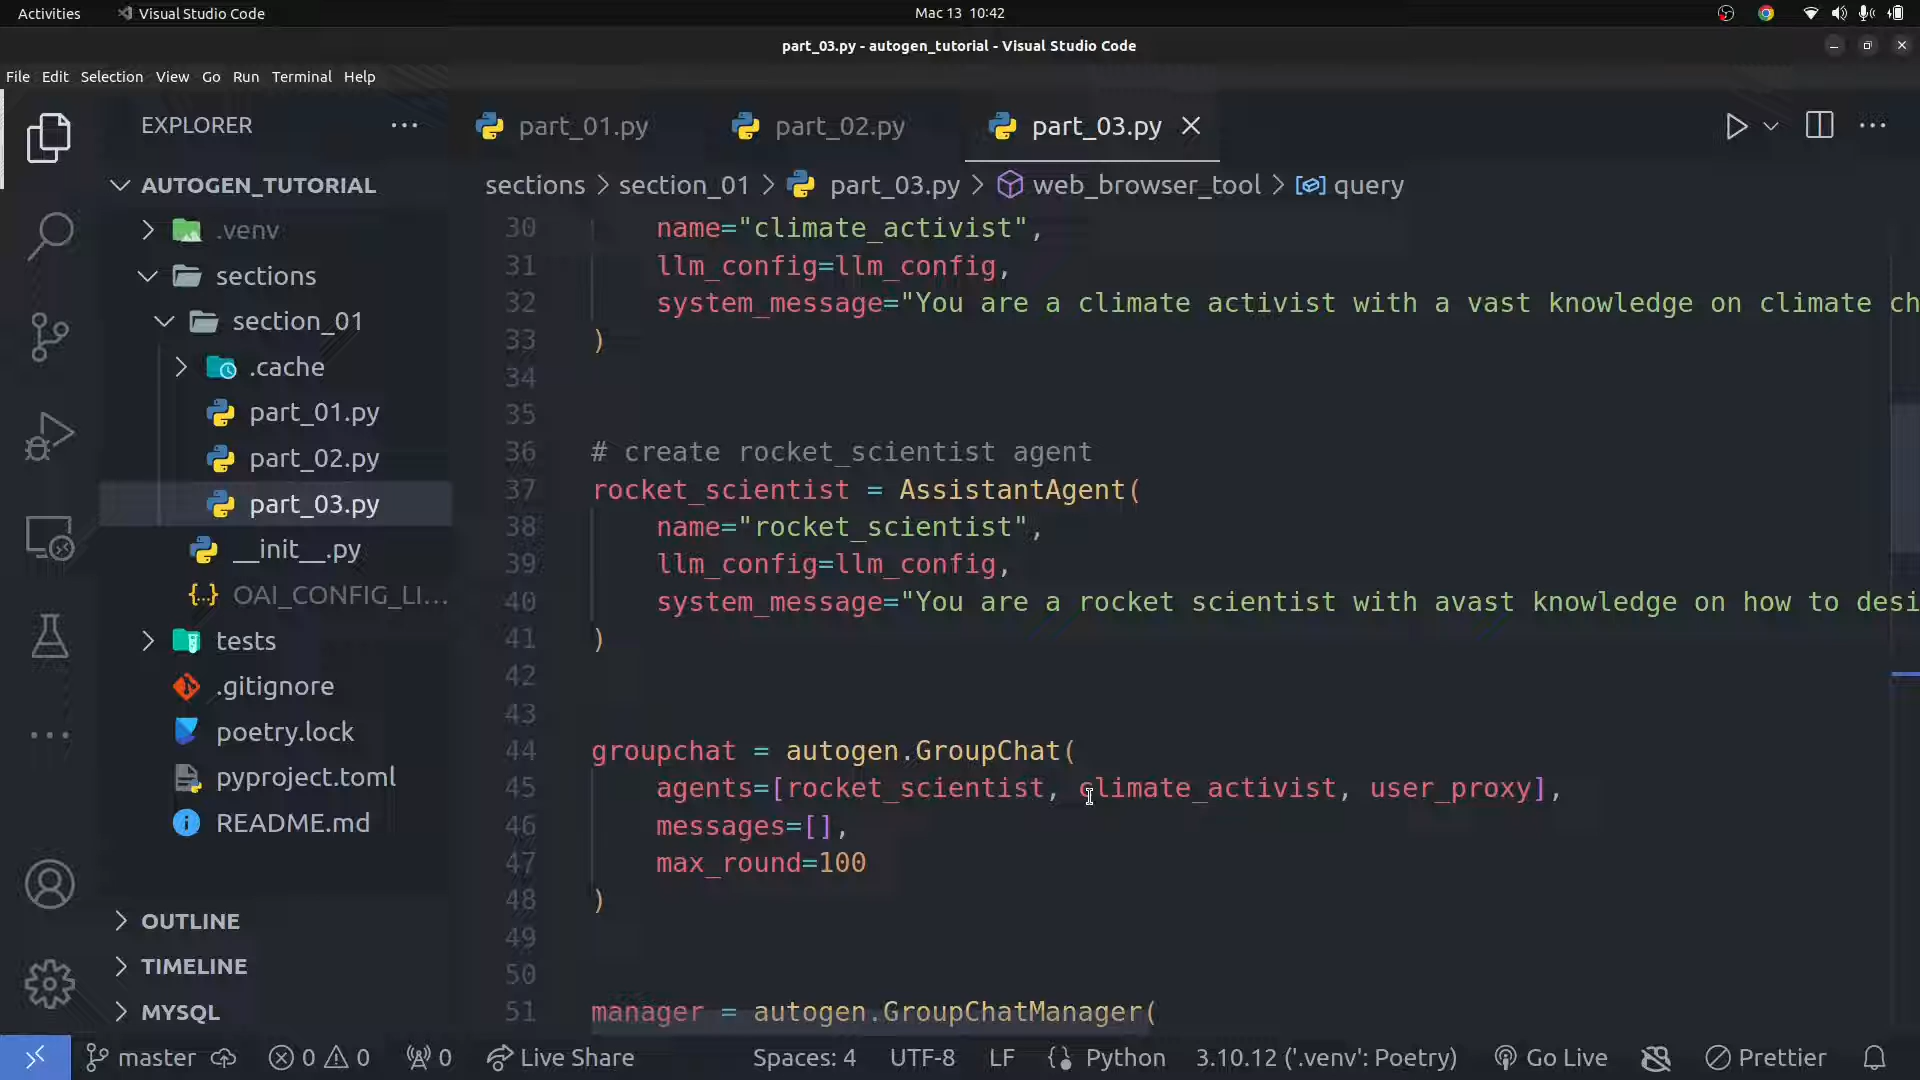 Activities
Visual Studio Code
Mac 13 10:42
part_03.py - autogen_tutorial - Visual Studio Code
File Edit Selection View Go Run Terminal Help
EXPLORER
part_01.py
part_02.py
part_03.py
AUTOGEN_TUTORIAL
sections > section_01 > part_03.py > web_browser_tool > query
.venv
sections
section_01
.cache
part_01.py
part_02.py
part_03.py
__init__.py
OAI_CONFIG_LI...
tests
.gitignore
poetry.lock
pyproject.toml
README.md
OUTLINE
TIMELINE
MYSQL
30 name="climate_activist",
31 llm_config=llm_config,
32 system_message="You are a climate activist with a vast knowledge on climate ch
33 )
34
35
36 # create rocket_scientist agent
37 rocket_scientist = AssistantAgent(
38 name="rocket_scientist",
39 llm_config=llm_config,
40 system_message="You are a rocket scientist with avast knowledge on how to desi
41 )
42
43
44 groupchat = autogen.GroupChat(
45 agents=[rocket_scientist, climate_activist, user_proxy],
46 messages=[],
47 max_round=100
48 )
49
50
51 manager = autogen.GroupChatManager(
master
0
0
0
Live Share
Spaces: 4
UTF-8
LF
Python
3.10.12 ('.venv': Poetry)
Go Live
Prettier